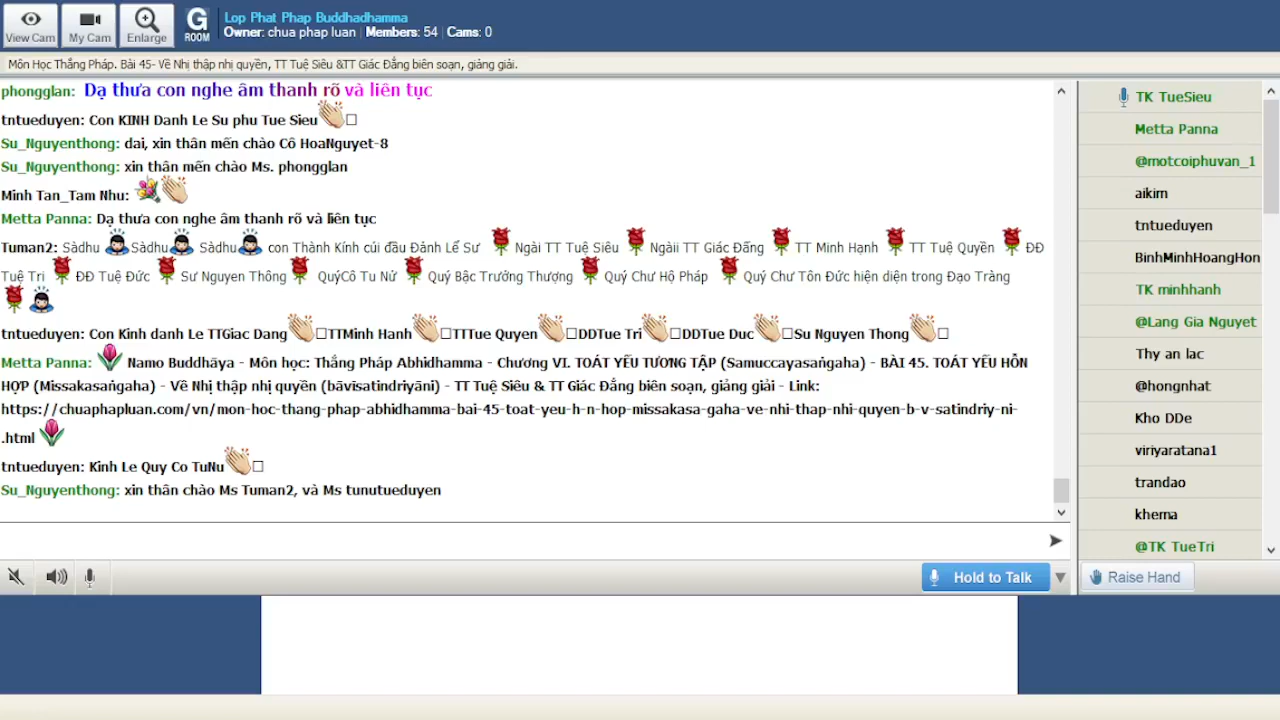 View Cam
My Cam
Enlarge
G ROOM
Lop Phat Phap Buddhadhamma
Owner: chua phap luan | Members: 54 | Cams: 0
Môn Học Thắng Pháp. Bài 45- Về Nhị thập nhị quyền, TT Tuệ Siêu &TT Giác Đẳng biên soạn, giảng giải.
phongglan: Dạ thưa con nghe âm thanh rõ và liên tục
tntueduyen: Con KINH Danh Le Su phu Tue Sieu
Su_Nguyenthong: dai, xin thân mến chào Cô HoaNguyet-8
Su_Nguyenthong: xin thân mến chào Ms. phongglan
Minh Tan_Tam Nhu:
Metta Panna: Dạ thưa con nghe âm thanh rõ và liên tục
Tuman2: Sàdhu Sàdhu Sàdhu con Thành Kính cúi đầu Đảnh Lể Sư Ngài TT Tuệ Siêu Ngàii TT Giác Đẩng TT Minh Hạnh TT Tuệ Quyền ĐĐ
Tuệ Tri ĐĐ Tuệ Đức Sư Nguyen Thông QuýCô Tu Nử Quý Bậc Trưởng Thượng Quý Chư Hộ Pháp Quý Chư Tôn Đức hiện diện trong Đạo Tràng
tntueduyen: Con Kinh danh Le TTGiac Dang TTMinh Hanh TTTue Quyen DDTue Tri DDTue Duc Su Nguyen Thong
Metta Panna: Namo Buddhāya - Môn học: Thắng Pháp Abhidhamma - Chương VI. TOÁT YẾU TƯƠNG TẬP (Samuccayasaṅgaha) - BÀI 45. TOÁT YẾU HỖN
HỢP (Missakasaṅgaha) - Về Nhị thập nhị quyền (bāvīsatindriyāni) - TT Tuệ Siêu & TT Giác Đẳng biên soạn, giảng giải - Link:
https://chuaphapluan.com/vn/mon-hoc-thang-phap-abhidhamma-bai-45-toat-yeu-h-n-hop-missakasa-gaha-ve-nhi-thap-nhi-quyen-b-v-satindriy-ni-
.html
tntueduyen: Kinh Le Quy Co TuNu
Su_Nguyenthong: xin thân chào Ms Tuman2, và Ms tunutueduyen
Hold to Talk
TK TueSieu
Metta Panna
@motcoiphuvan_1
aikim
tntueduyen
BinhMinhHoangHon
TK minhhanh
@Lang Gia Nguyet
Thy an lac
@hongnhat
Kho DDe
viriyaratana1
trandao
khema
@TK TueTri
Raise Hand